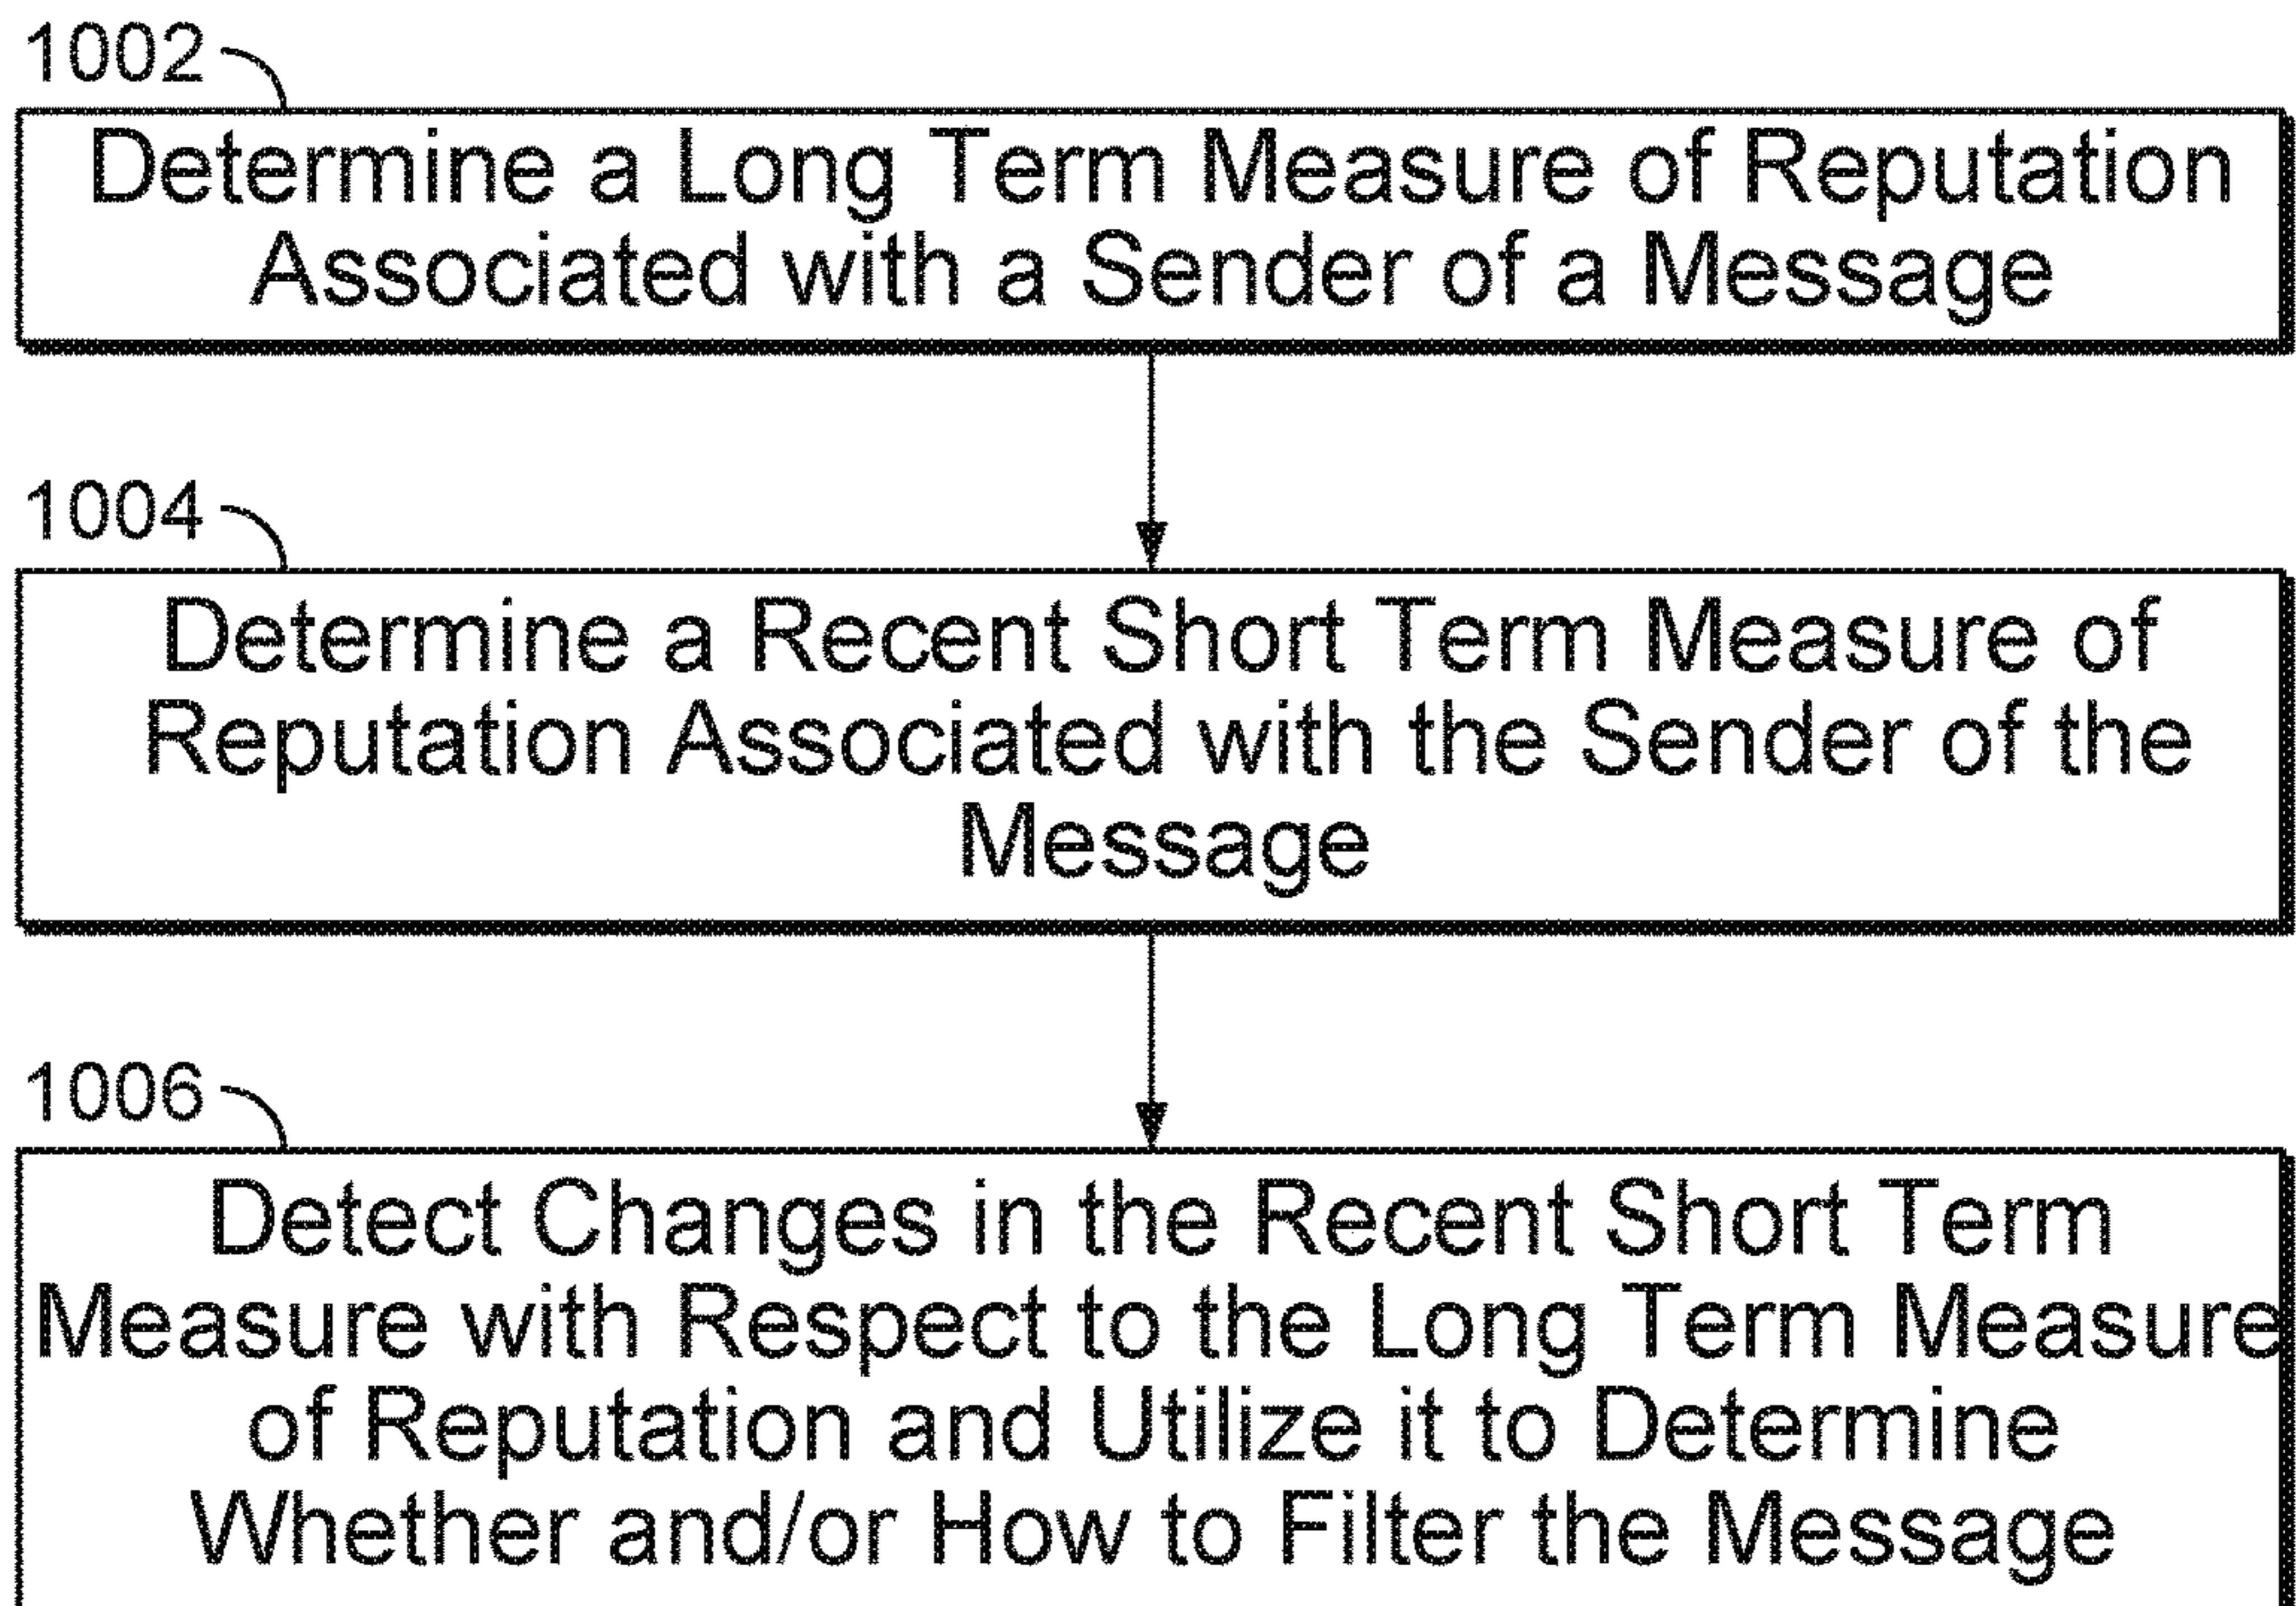 1002
Determine a Long Term Measure of Reputation
Associated with a Sender of a Message
1004
Determine a Recent Short Term Measure of
Reputation Associated with the Sender of the
Message
1006
Detect Changes in the Recent Short Term
Measure with Respect to the Long Term Measure
of Reputation and Utilize it to Determine
Whether and/or How to Filter the Message